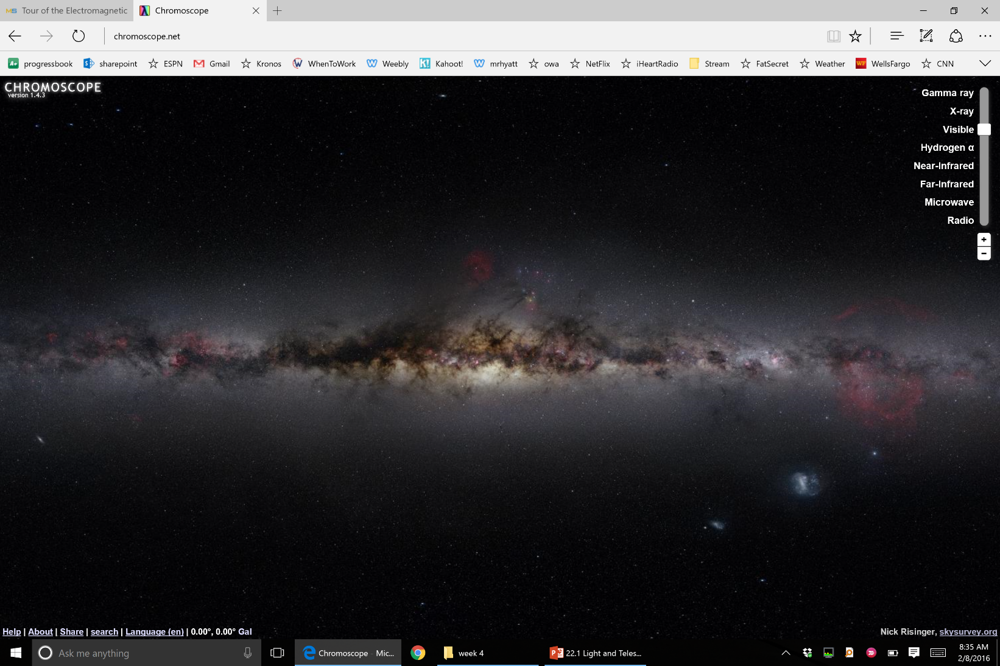 Tour of the Electromagnetic
Chromoscope
chromoscope.net
progressbook sharepoint ESPN Gmail Kronos WhenToWork Weebly Kahoot! mrhyatt owa NetFlix iHeartRadio Stream FatSecret Weather WellsFargo CNN
CHROMOSCOPE
version 1.4.3
Gamma ray
X-ray
Visible
Hydrogen α
Near-Infrared
Far-Infrared
Microwave
Radio
+
−
Help | About | Share | search | Language (en) | 0.00°, 0.00° Gal
Nick Risinger, skysurvey.org
Ask me anything
Chromoscope - Mic...
week 4
22.1 Light and Teles...
8:35 AM
2/8/2016